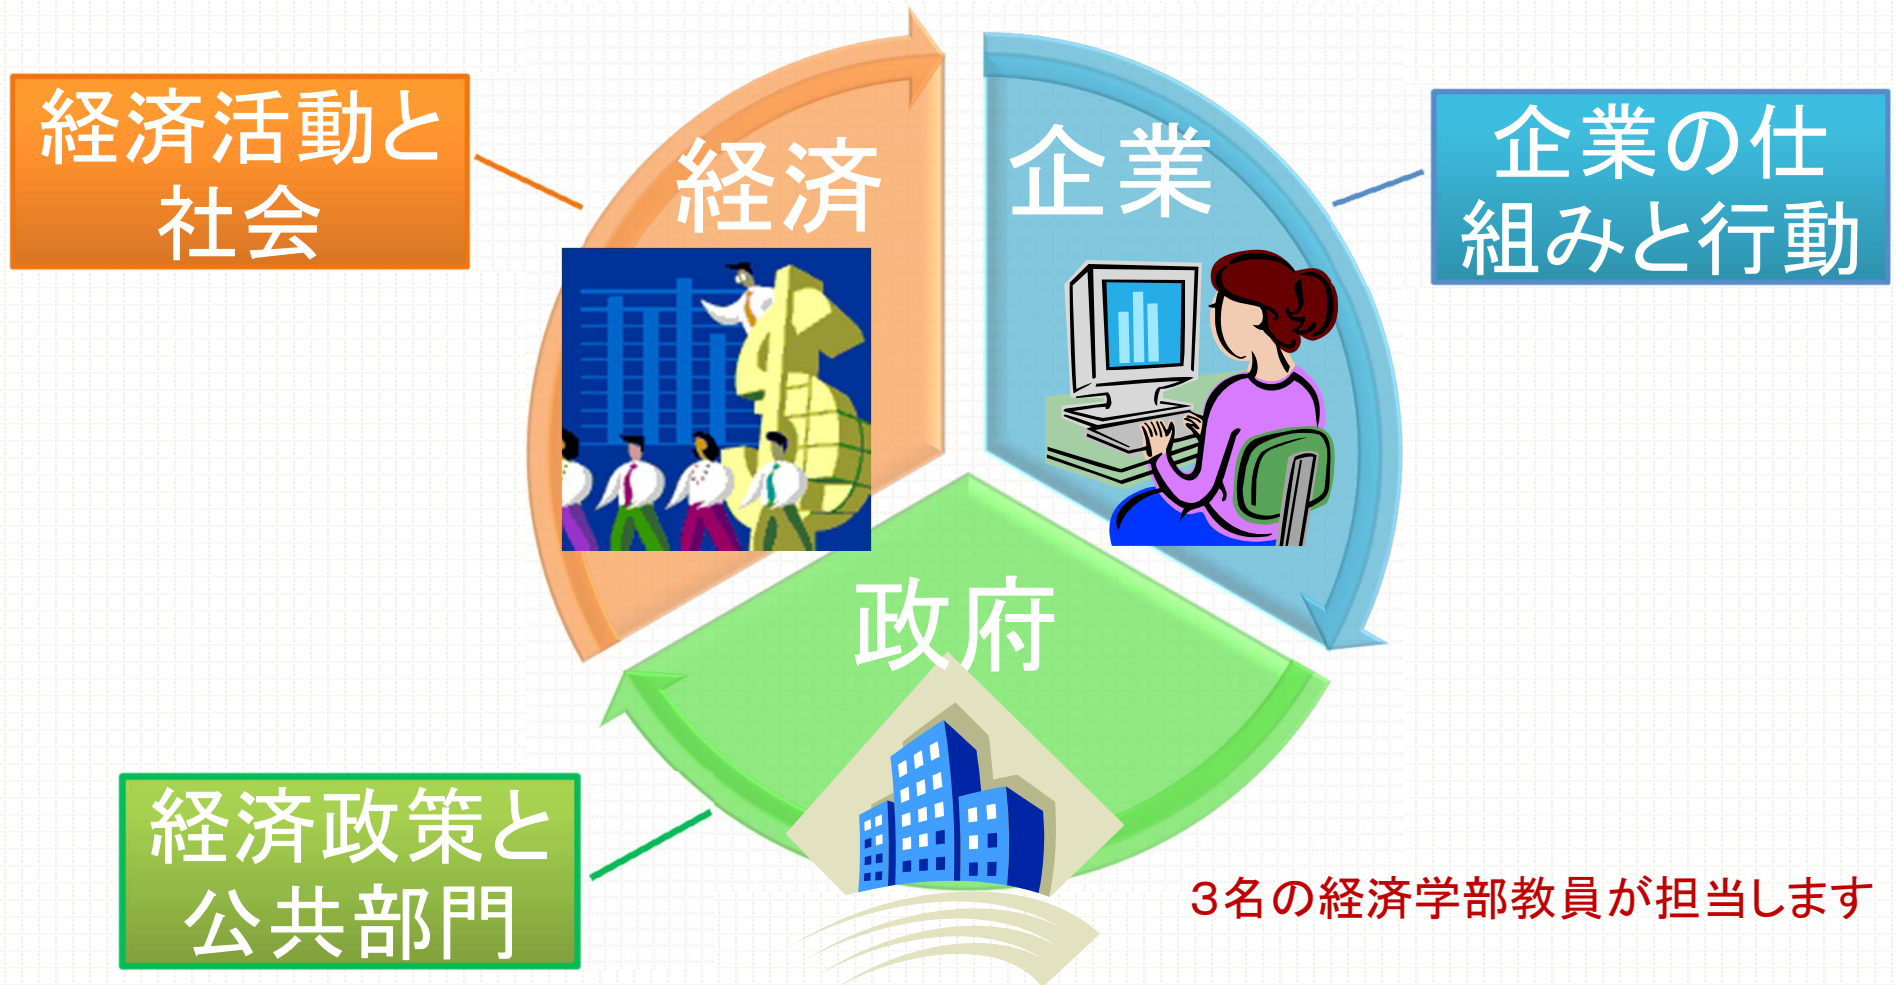 経済活動と
社会
経済
企業
企業の仕
組みと行動
政府
経済政策と
公共部門
３名の経済学部教員が担当します